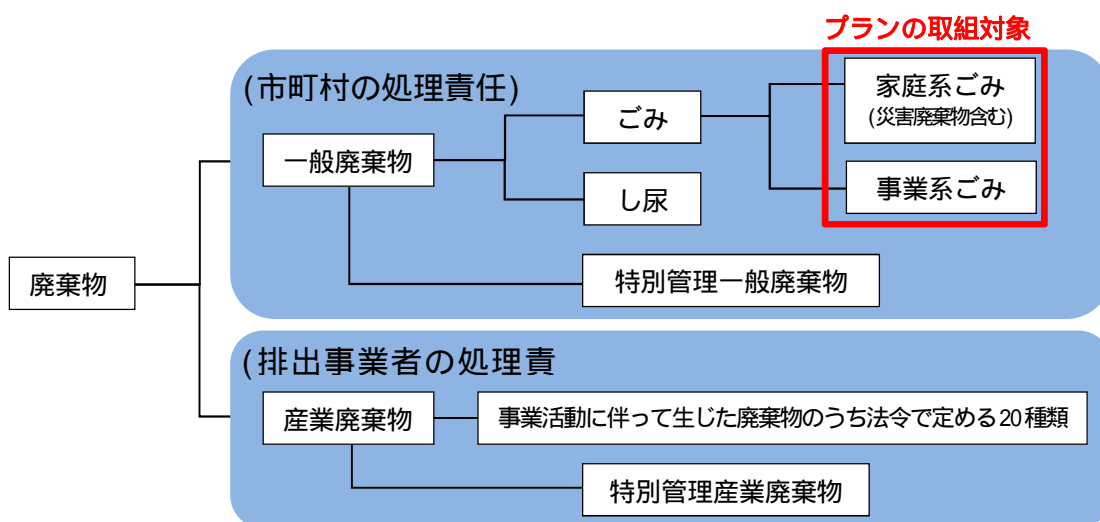 プランの取組対象
(市町村の処理責任)
家庭系ごみ
(災害廃棄物含む)
ごみ
一般廃棄物
事業系ごみ
し尿
特別管理一般廃棄物
廃棄物
(排出事業者の処理責
産業廃棄物
事業活動に伴って生じた廃棄物のうち法令で定める20種類
特別管理産業廃棄物